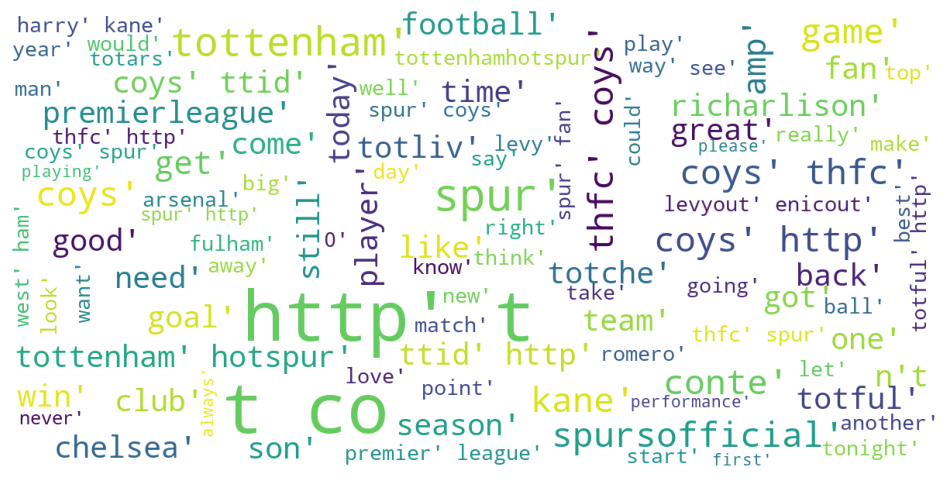 harry' kane'
year'
would'
totars'
tottenham'
football'
tottenhamhotspur'
play'
way'
see'
amp'
game'
fan'
top'
man'
coys' ttid'
premierleague'
thfc' http'
coys' spur'
playing'
come'
get'
today'
well'
time'
spur' coys'
totliv'
levy'
say'
spur' fan'
thfc' coys'
could'
richarlison'
great'
please'
really'
make'
coys'
arsenal'
big'
spur' http'
day'
spur'
coys' thfc'
levyout' enicout'
best'
totful' http'
west' ham'
good'
fulham'
away'
still'
O'
player'
like'
right'
know'
think'
coys' http'
look'
want'
need'
totche'
take'
going'
back'
goal'
http' t
new'
match'
team'
got'
ball'
thfc' spur'
one'
tottenham' hotspur'
ttid' http'
romero'
love'
point'
let'
n't
win'
never'
club'
always'
t co
kane'
conte'
performance'
totful'
another'
chelsea'
son'
season'
premier' league'
spursofficial'
start'
first'
tonight'